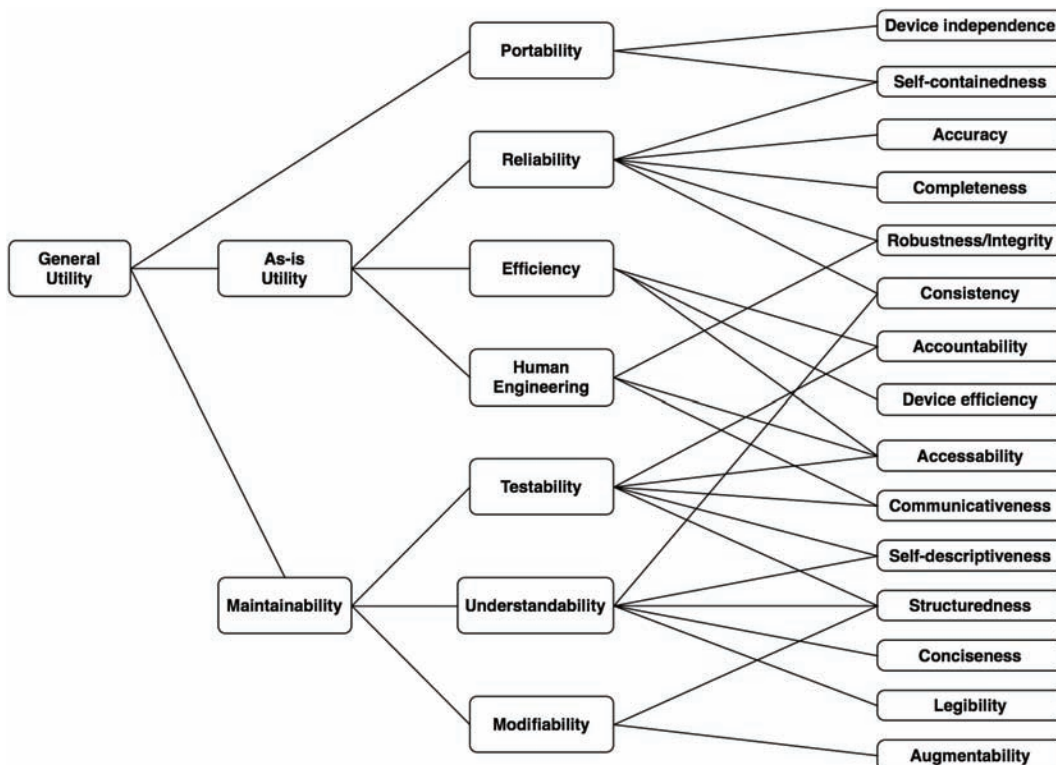 General
Utility
As-is
Utility
Maintainability
Portability
Reliability
Efficiency
Human
Engineering
Testability
Understandability
Modifiability
Device independence
Self-containedness
Accuracy
Completeness
Robustness/Integrity
Consistency
Accountability
Device efficiency
Accessability
Communicativeness
Self-descriptiveness
Structuredness
Conciseness
Legibility
Augmentability